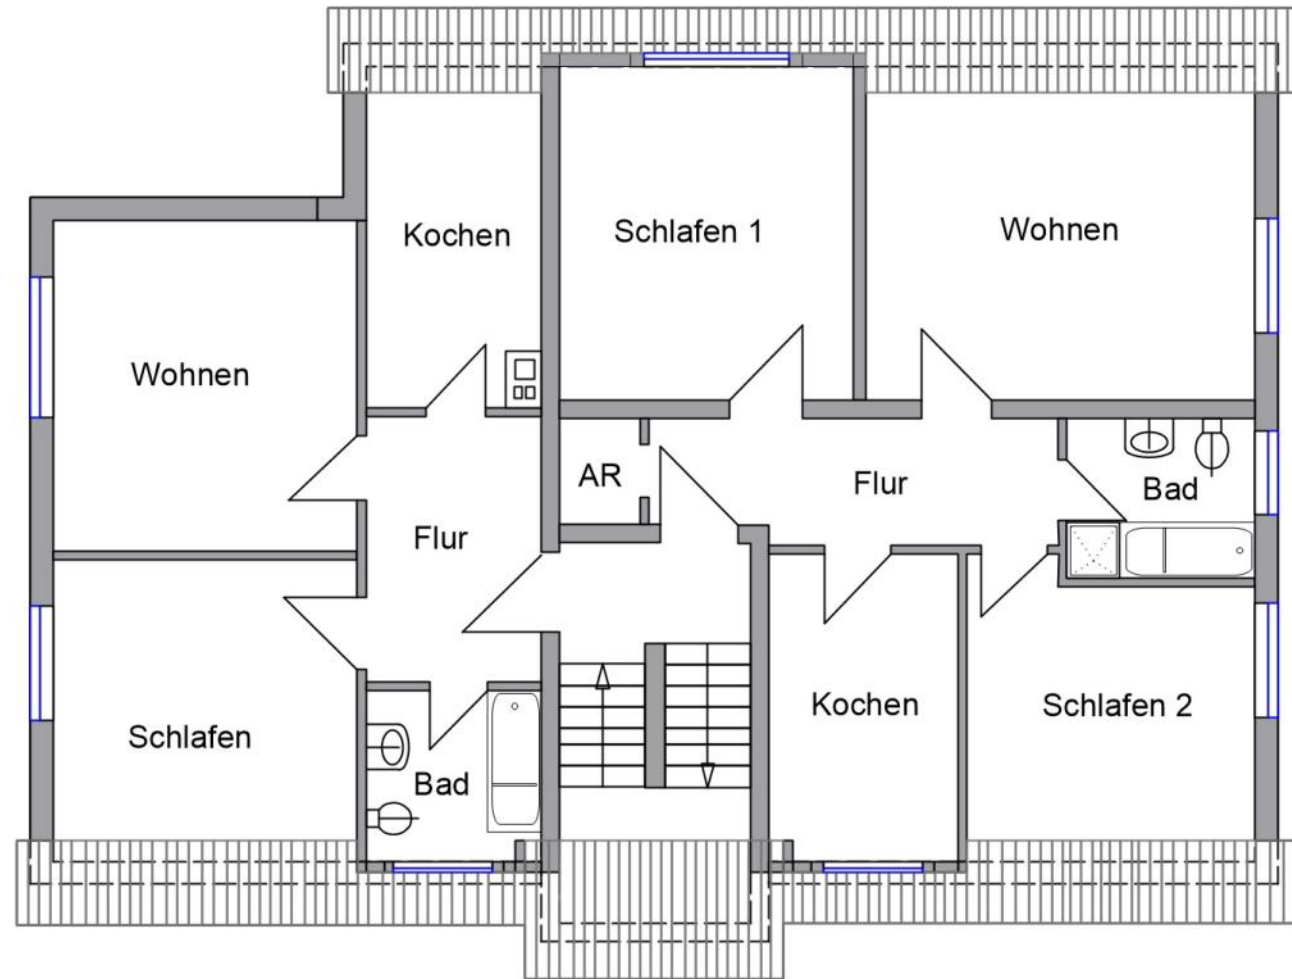 Kochen
Schlafen 1
Wohnen
Wohnen
AR
Flur
Bad
Flur
Kochen
Schlafen 2
Schlafen
Bad